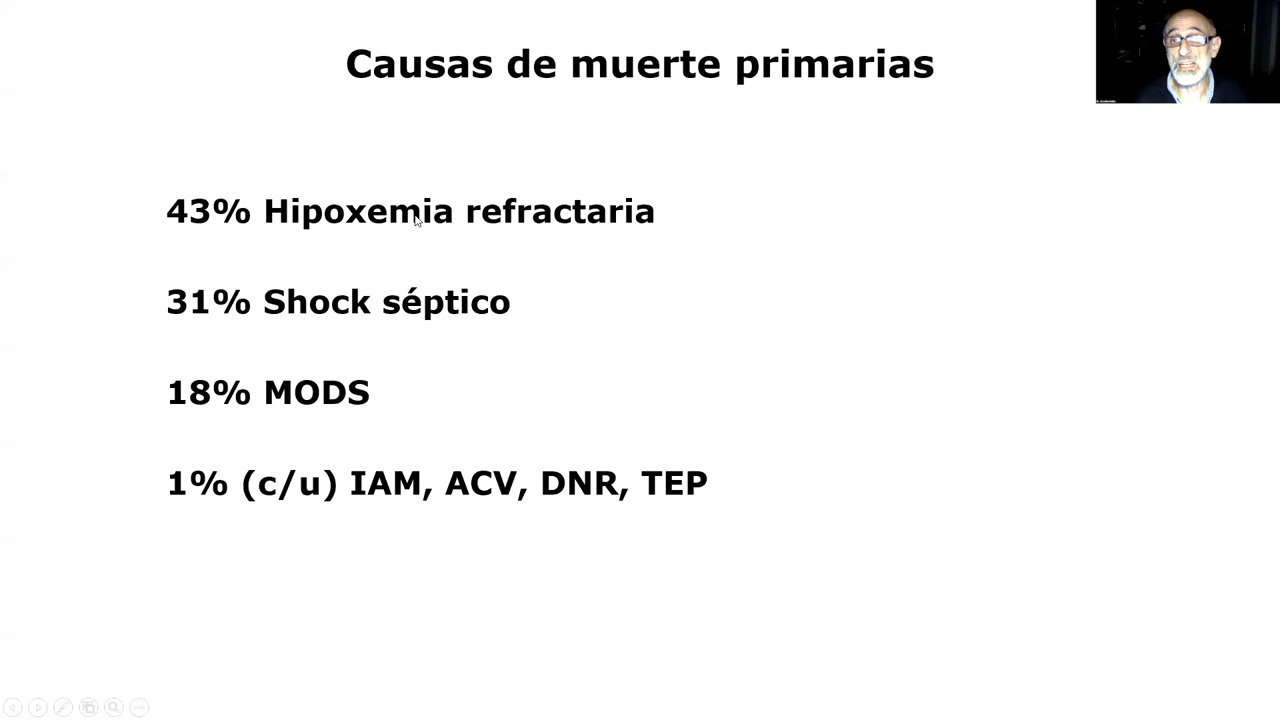 Causas de muerte primarias
43% Hipoxemia refractaria
31% Shock séptico
18% MODS
1% (c/u) IAM, ACV, DNR, TEP